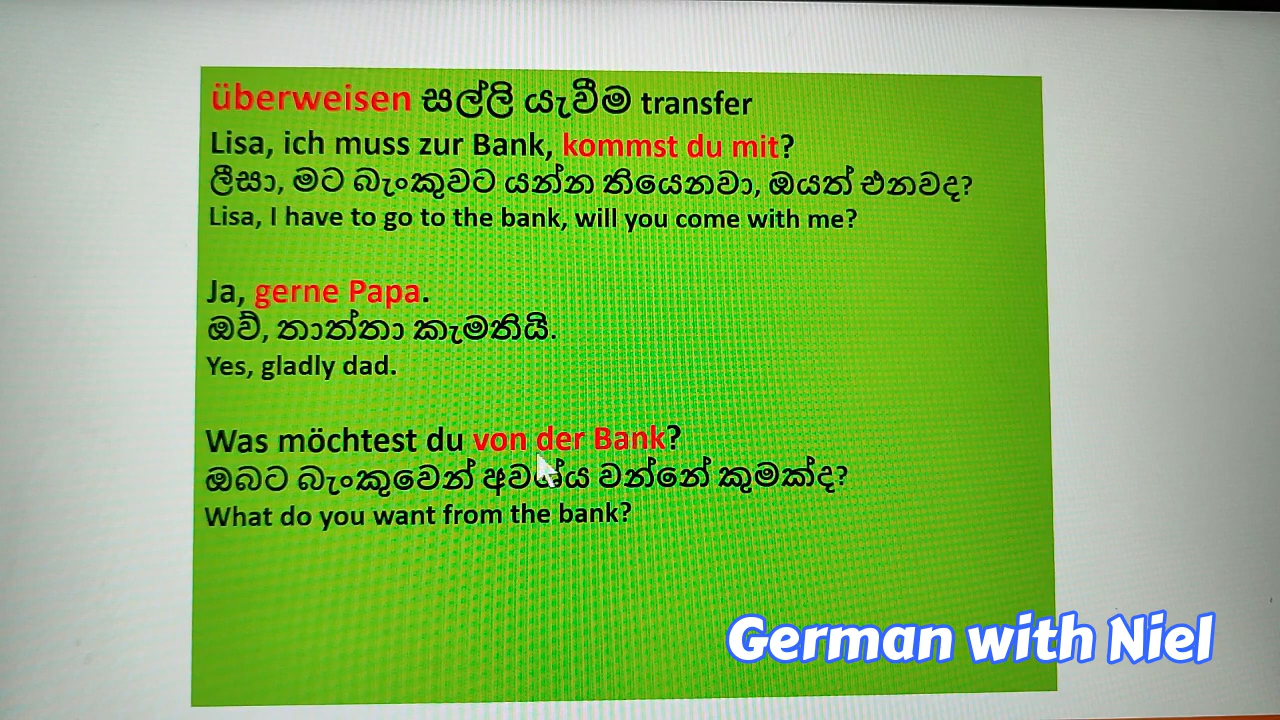 überweisen සල්ලි යැවීම transfer
Lisa, ich muss zur Bank, kommst du mit?
ලීසා, මට බැංකුවට යන්න තියෙනවා, ඔයත් එනවද?
Lisa, I have to go to the bank, will you come with me?
Ja, gerne Papa.
ඔව්, තාත්තා කැමතියි.
Yes, gladly dad.
Was möchtest du von der Bank?
ඔබට බැංකුවෙන් අවශ්ය වන්නේ කුමක්ද?
What do you want from the bank?
German with Niel